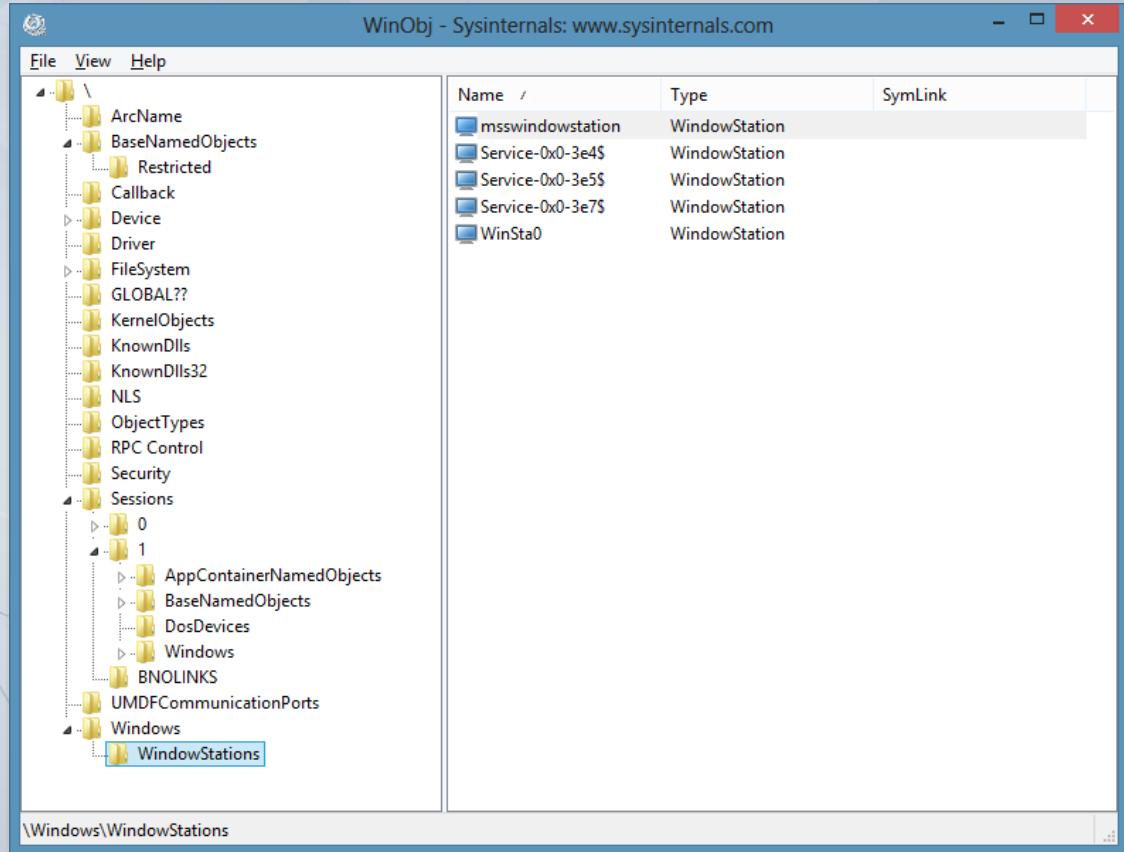 WinObj - Sysinternals: www.sysinternals.com
File View Help
\
ArcName
BaseNamedObjects
Restricted
Callback
Device
Driver
FileSystem
GLOBAL??
KernelObjects
KnownDlls
KnownDlls32
NLS
ObjectTypes
RPC Control
Security
Sessions
0
1
AppContainerNamedObjects
BaseNamedObjects
DosDevices
Windows
BNOLINKS
UMDFCommunicationPorts
Windows
WindowStations
Name Type SymLink
msswindowstation WindowStation
Service-0x0-3e4$ WindowStation
Service-0x0-3e5$ WindowStation
Service-0x0-3e7$ WindowStation
WinSta0 WindowStation
\Windows\WindowStations